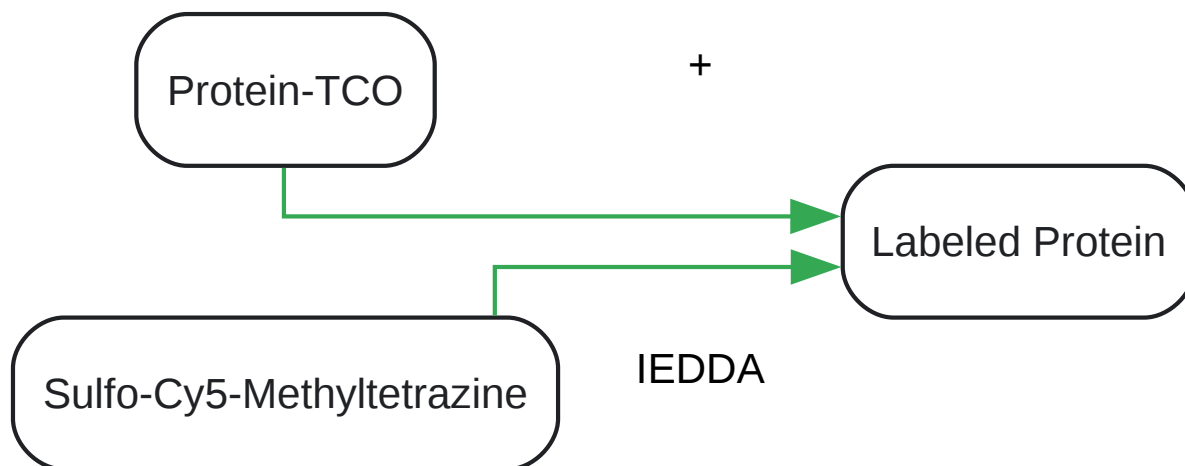 Protein-TCO
+
Labeled Protein
Sulfo-Cy5-Methyltetrazine
IEDDA